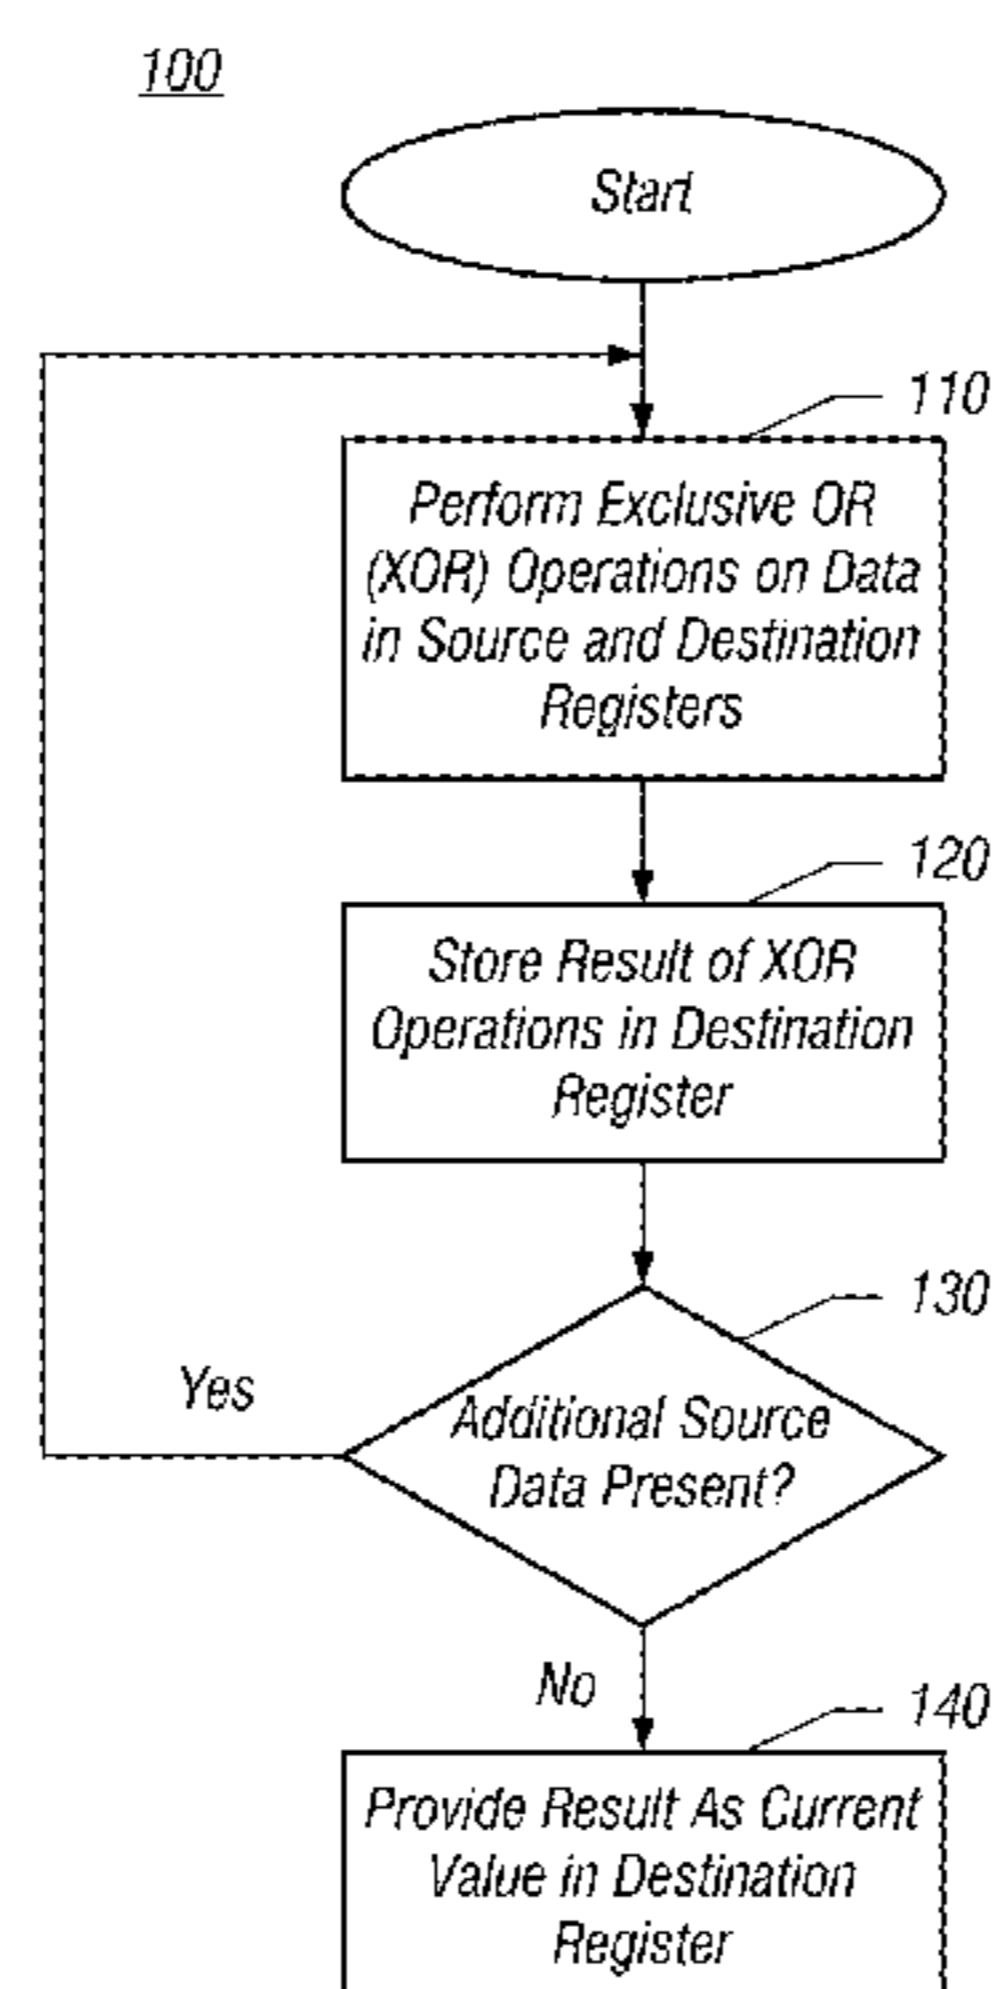 100
Start
110
Perform Exclusive OR
(XOR) Operations on Data
in Source and Destination
Registers
120
Store Result of XOR
Operations in Destination
Register
130
Yes
Additional Source
Data Present?
No
140
Provide Result As Current
Value in Destination
Register